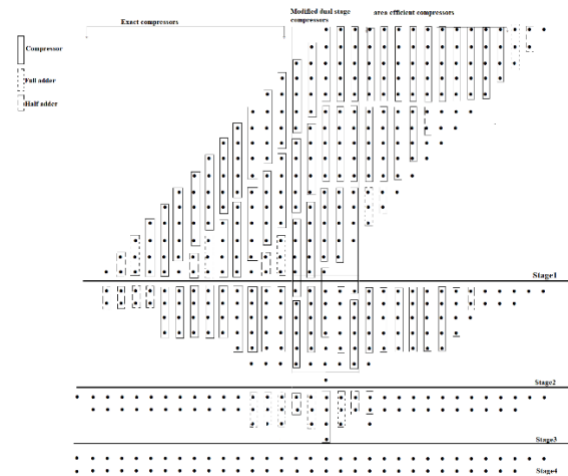 Modified dual stage
compressors
area efficient compressors
Exact compressors
Compressor
Full adder
Half adder
Stage1
Stage2
Stage3
Stage4